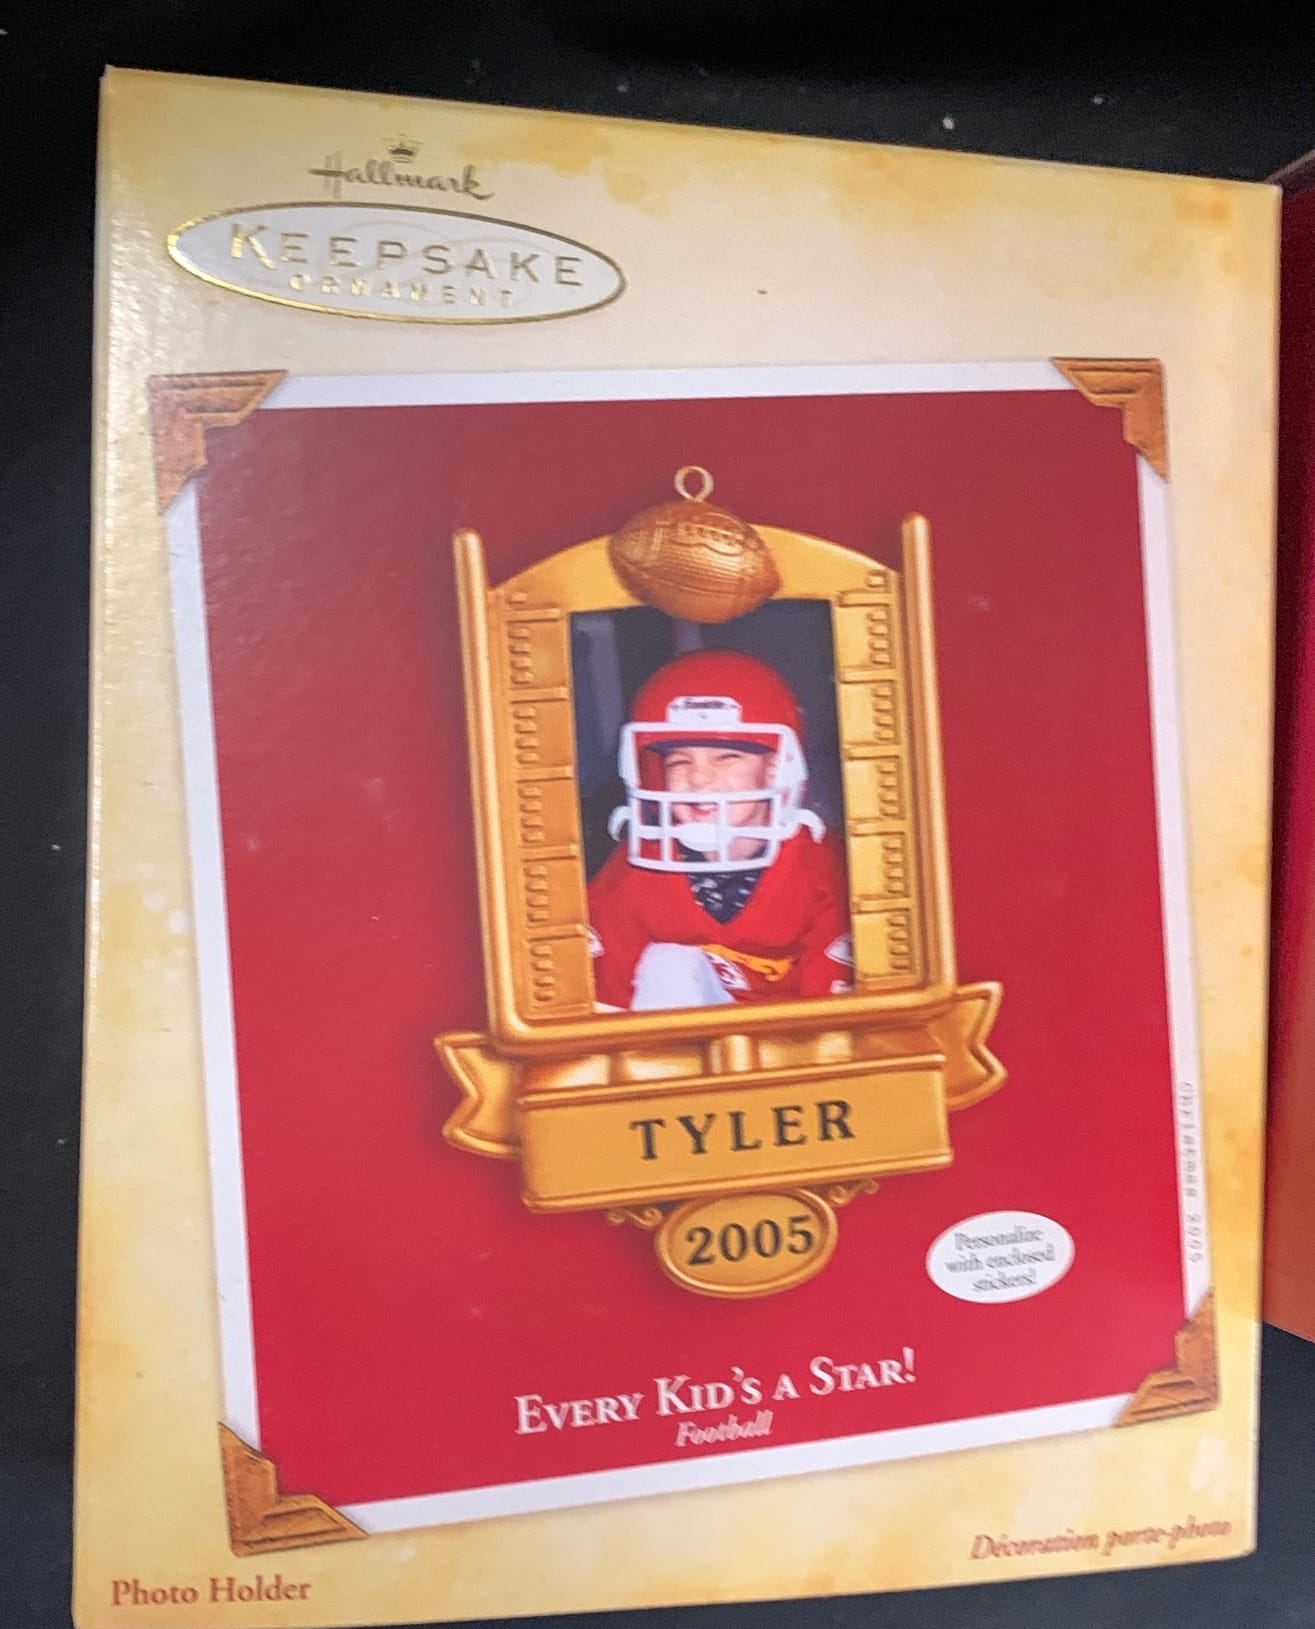 Hallmark
KEEPSAKE
ORNAMENT
TYLER
2005
Personalize
with enclosed
stickers!
EVERY KID'S A STAR!
Football
Photo Holder
Décoration porte-photo